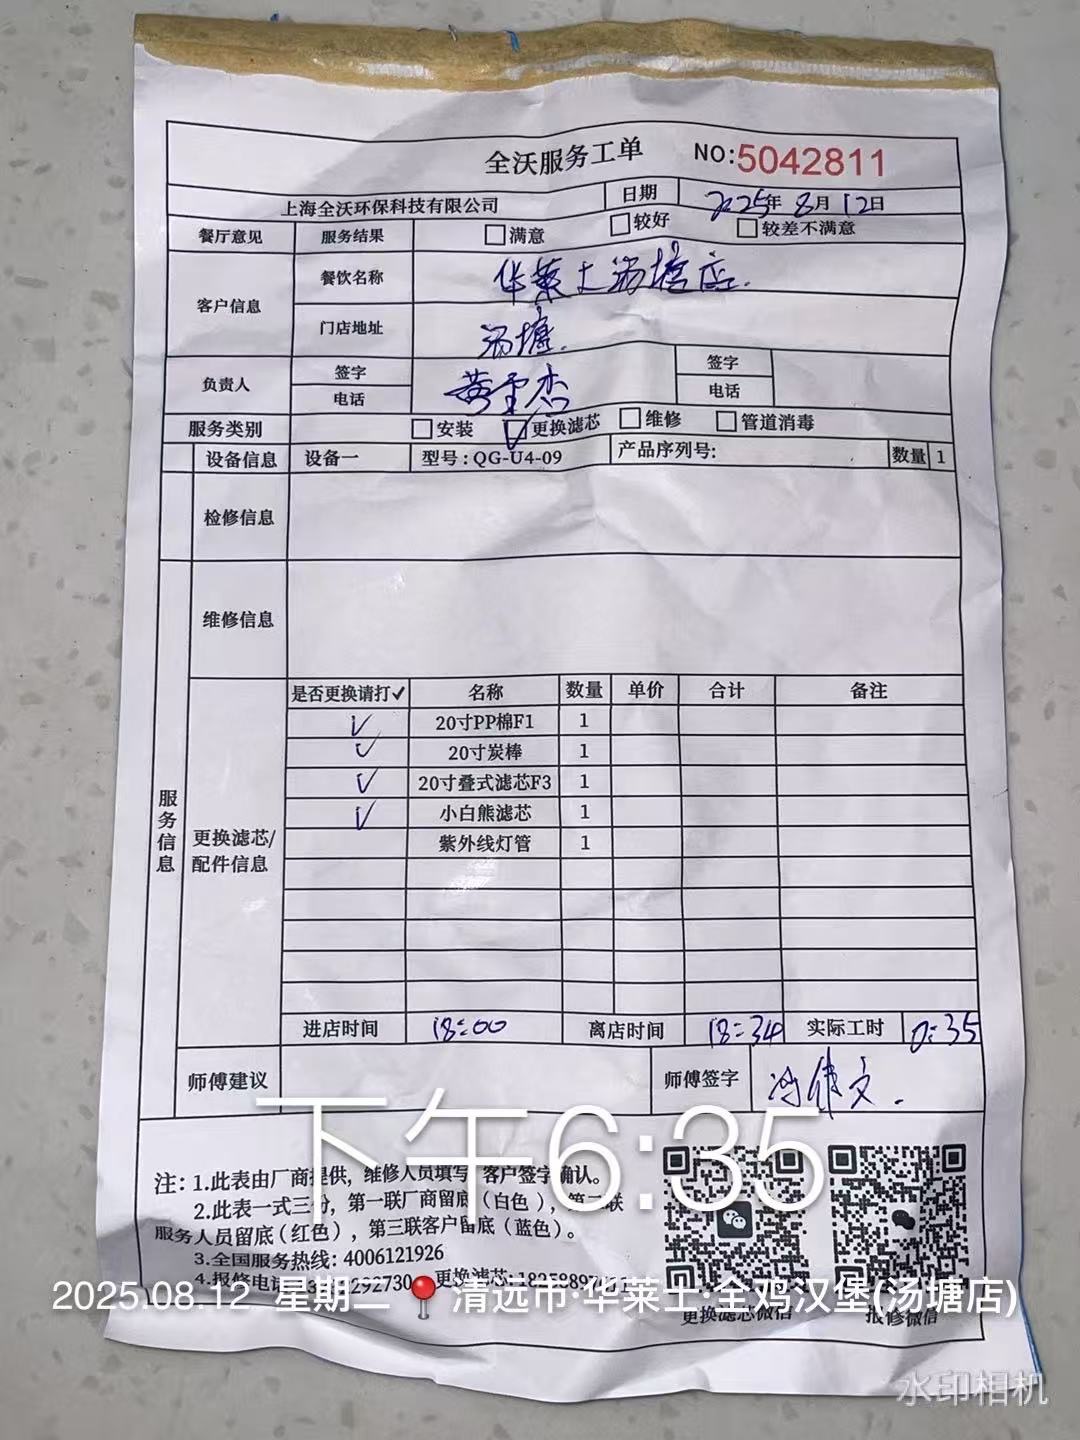 全沃服务工单 NO:5042811
上海全沃环保科技有限公司 日期 2025年 8月 12日
餐厅意见 服务结果 □满意 □较好 □较差不满意
客户信息 餐饮名称 华莱士汤塘店.
门店地址 汤塘.
负责人 签字 签字
电话 电话
服务类别 □安装 ☑更换滤芯 □维修 □管道消毒
设备信息 设备一 型号:QG-U4-09 产品序列号: 数量 1
检修信息
维修信息
服务信息
更换滤芯/
配件信息
是否更换请打✓ 名称 数量 单价 合计 备注
✓ 20寸PP棉F1 1
✓ 20寸炭棒 1
✓ 20寸叠式滤芯F3 1
✓ 小白熊滤芯 1
紫外线灯管 1
进店时间 18:00 离店时间 18:34 实际工时 0:35
师傅建议 师傅签字
下午6:35
注: 1.此表由厂商提供，维修人员填写 客户签字确认。
2.此表一式三份，第一联厂商留底（白色），第二联
服务人员留底（红色），第三联客户留底（蓝色）。
3.全国服务热线: 4006121926
4.报修电话 更换滤芯:
更换滤芯微信 报修微信
2025.08.12 星期二 📍清远市·华莱士·全鸡汉堡(汤塘店)
水印相机